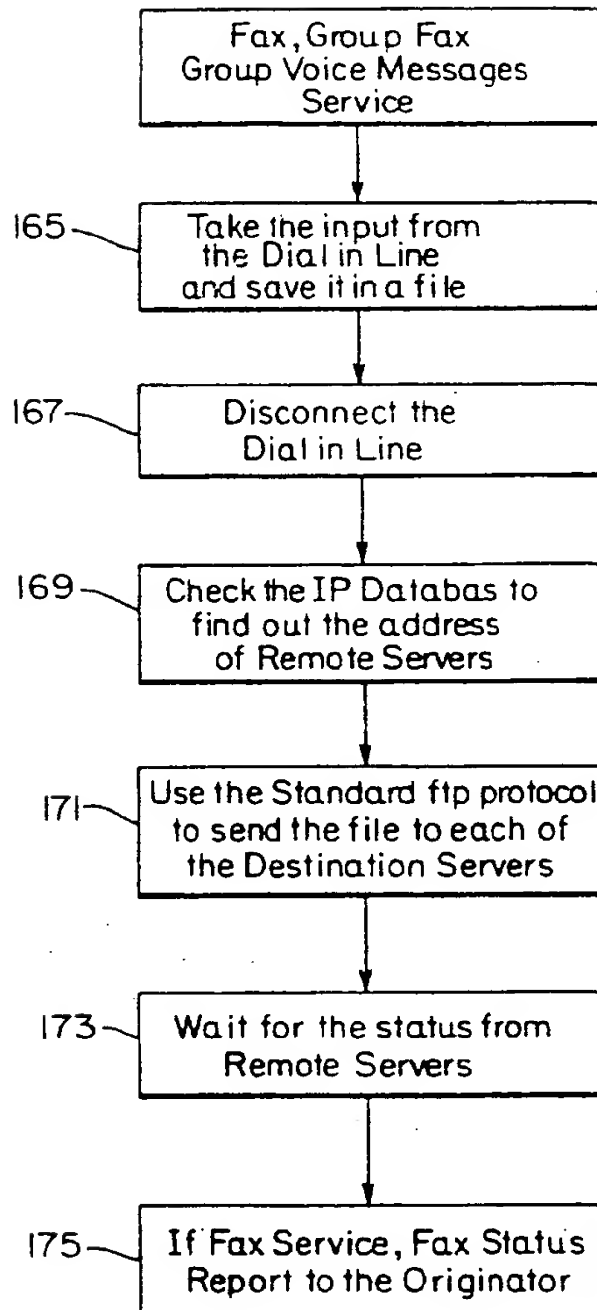 Fax, Group Fax
Group Voice Messages
Service
165
Take the input from
the Dial in Line
and save it in a file
167
Disconnect the
Dial in Line
169
Check the IP Databas to
find out the address
of Remote Servers
171
Use the Standard ftp protocol
to send the file to each of
the Destination Servers
173
Wait for the status from
Remote Servers
175
If Fax Service, Fax Status
Report to the Originator